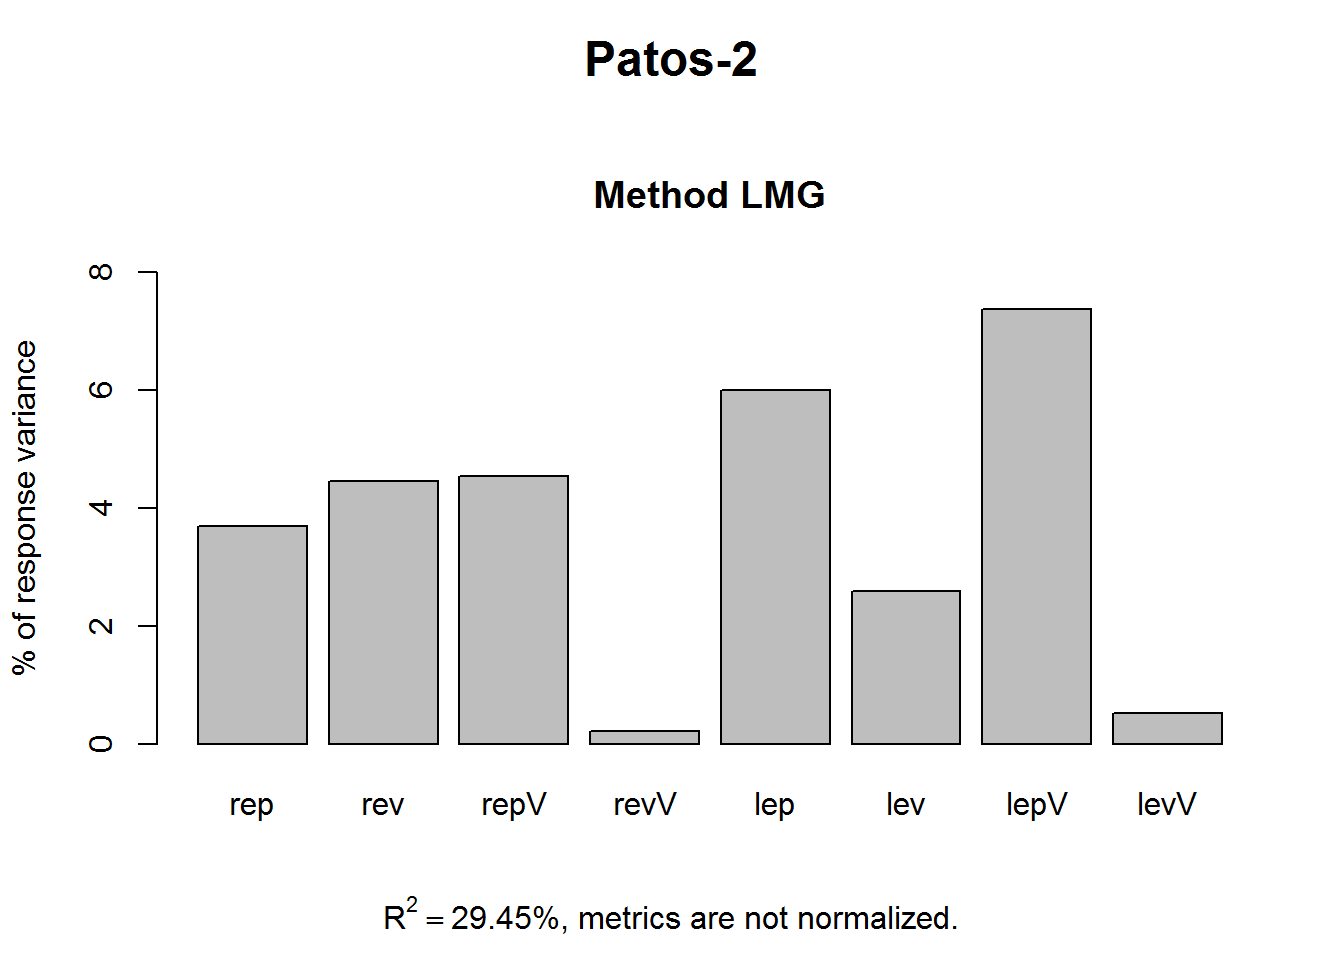 Patos-2
Method LMG
% of response variance
8
6
4
2
0
rep rev repV revV lep lev lepV levV
R² = 29.45%, metrics are not normalized.